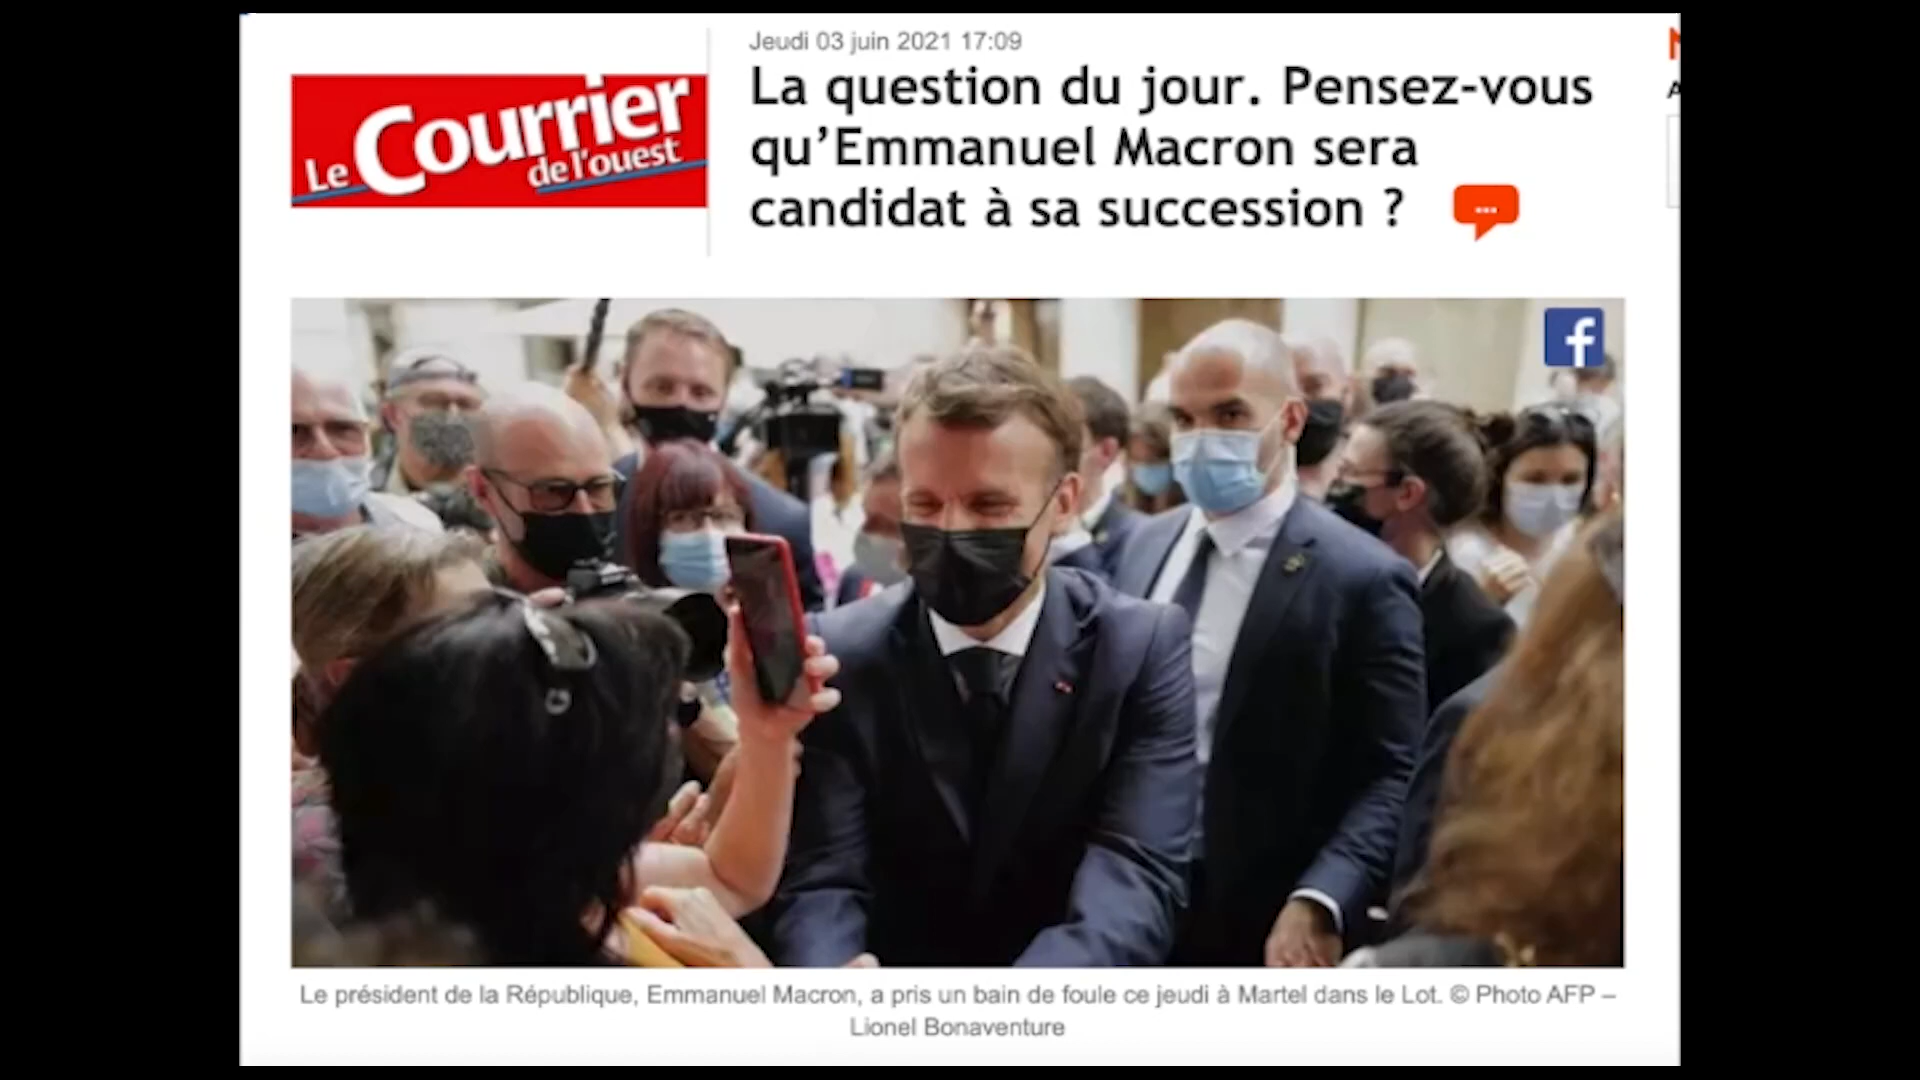 Jeudi 03 juin 2021 17:09
La question du jour. Pensez-vous
qu’Emmanuel Macron sera
candidat à sa succession ?
Le Courrier
de l'ouest
Le président de la République, Emmanuel Macron, a pris un bain de foule ce jeudi à Martel dans le Lot. © Photo AFP –
Lionel Bonaventure